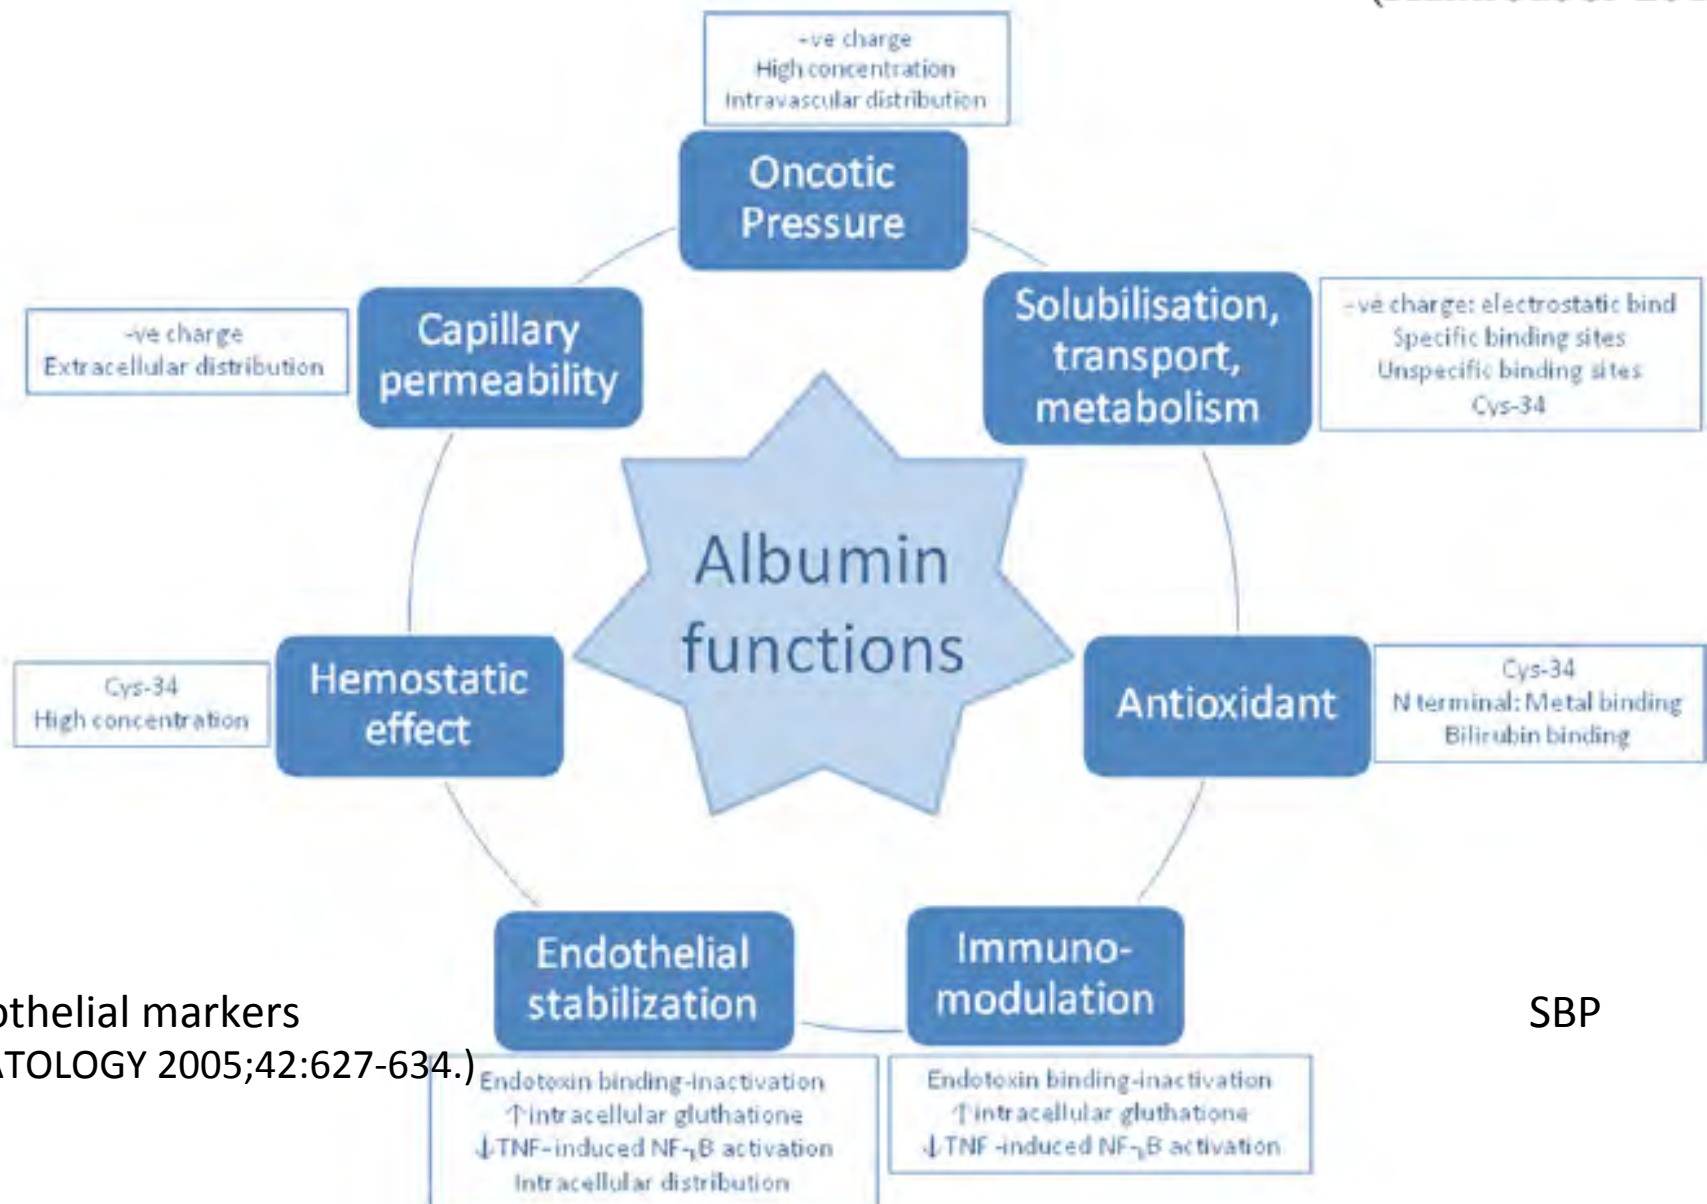 -ve charge
High concentration
Intravascular distribution
Oncotic
Pressure
Solubilisation,
transport,
metabolism
-ve charge: electrostatic bind
Specific binding sites
Unspecific binding sites
Cys-34
Capillary
permeability
-ve charge
Extracellular distribution
Albumin
functions
Hemostatic
effect
Cys-34
High concentration
Antioxidant
Cys-34
N terminal: Metal binding
Bilirubin binding
Endothelial
stabilization
Immuno-
modulation
othelial markers
ATOLOGY 2005;42:627-634.)
SBP
Endotoxin binding-inactivation
↑intracellular gluthatione
↓TNF-induced NF-κB activation
Intracellular distribution
Endotoxin binding-inactivation
↑intracellular gluthatione
↓TNF -induced NF-κB activation